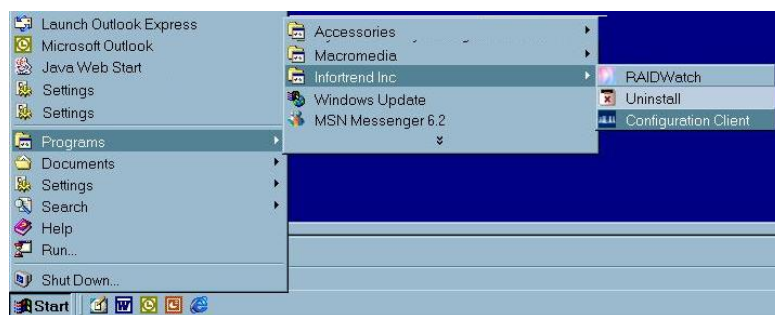 Launch Outlook Express
Microsoft Outlook
Java Web Start
Settings
Settings
Programs
Documents
Settings
Search
Help
Run...
Shut Down...
Start
Accessories
Macromedia
Infortrend Inc
Windows Update
MSN Messenger 6.2
RAIDWatch
Uninstall
Configuration Client